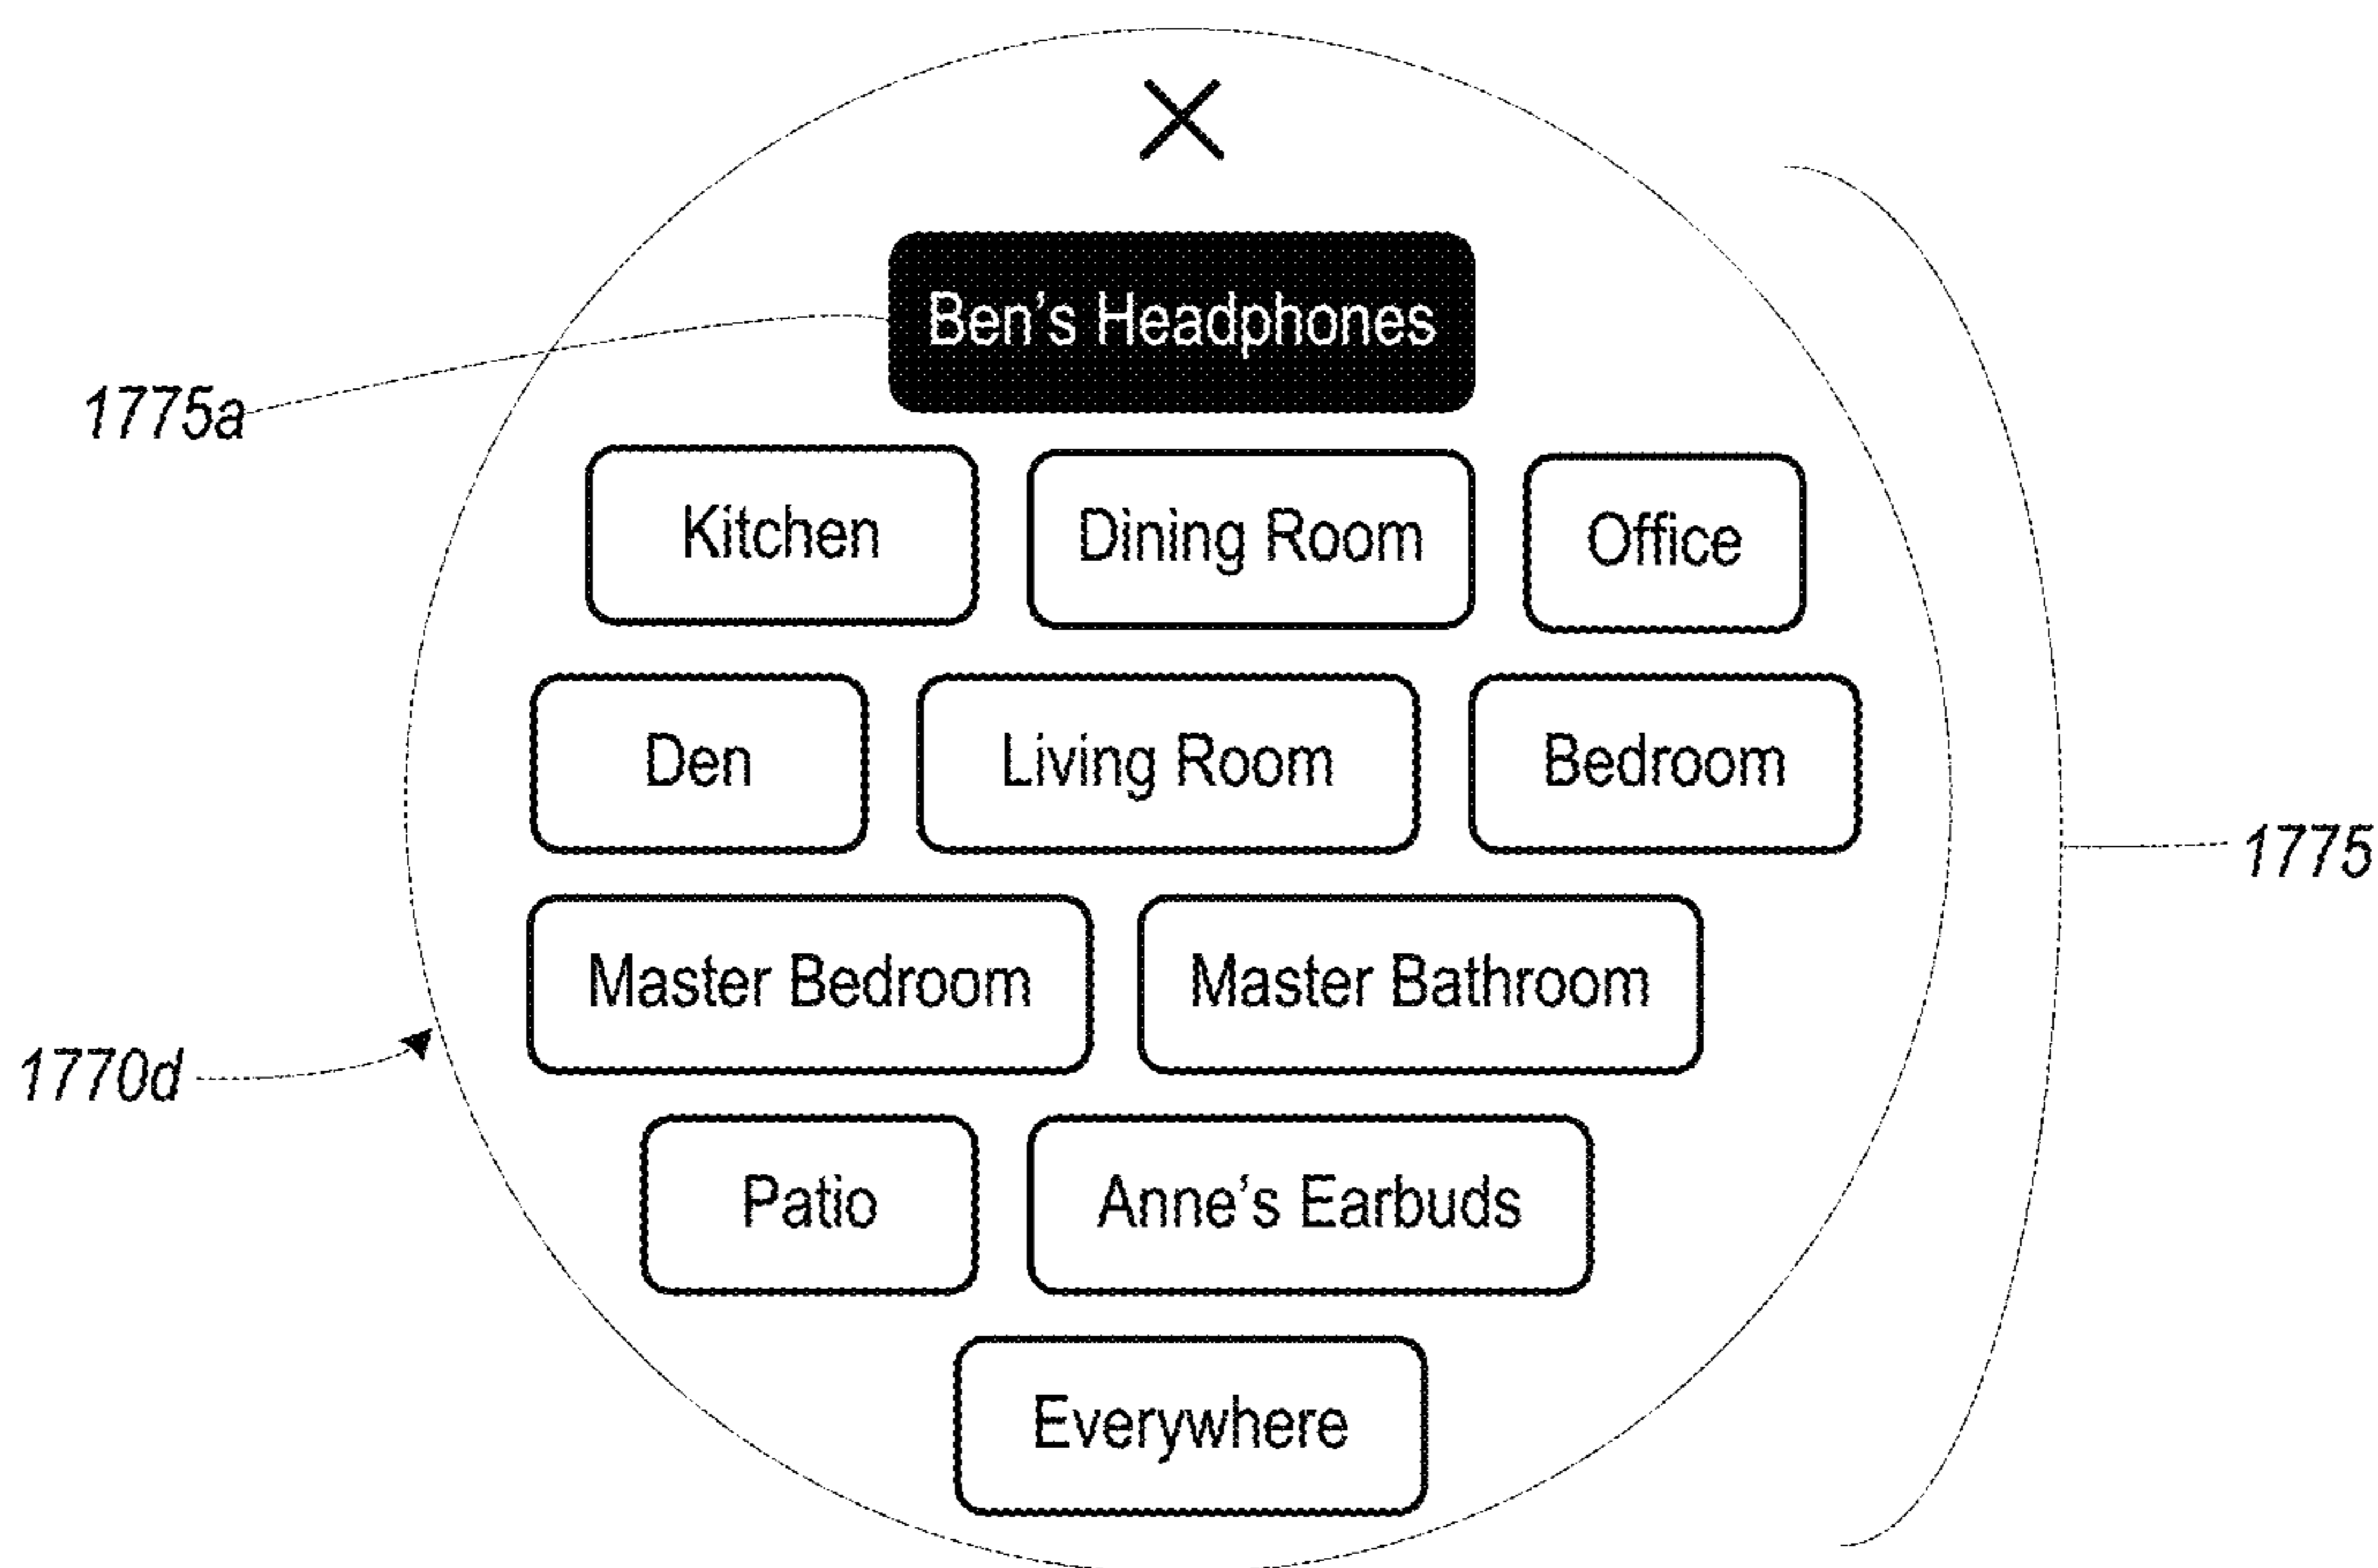 Ben's Headphones
1775a
Kitchen Dining Room Office
Den Living Room Bedroom
1775
Master Bedroom Master Bathroom
1770d
Patio Anne's Earbuds
Everywhere